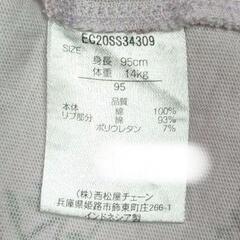 EC20SS34309
SIZE
身長 95cm
体重 14kg
95
本体 綿 100%
リブ部分 綿 93%
ポリウレタン 7%
(株)西松屋チェーン
兵庫県姫路市飾東町庄266-1
インドネシア製